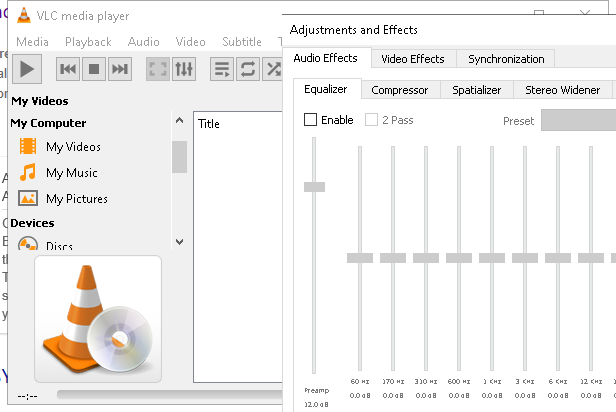 VLC media player
Media Playback Audio Video Subtitle T
My Videos
My Computer
My Videos
My Music
My Pictures
Devices
Discs
Title
--:--
Adjustments and Effects
Audio Effects Video Effects Synchronization
Equalizer Compressor Spatializer Stereo Widener
Enable 2 Pass Preset
60 Hz 170 Hz 310 Hz 600 Hz 1 KHz 3 KHz 6 KHz 12 KHz
Preamp 0.0 dB 0.0 dB 0.0 dB 0.0 dB 0.0 dB 0.0 dB 0.0 dB 0.0
12.0 dB